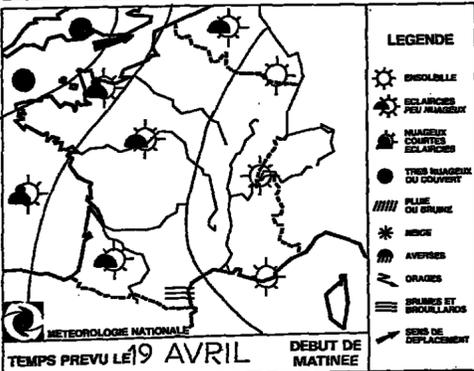 LEGENDE
ENSOLEILLE
ECLAIRCIES
PEU NUAGEUX
NUAGEUX
COURTES
ECLAIRCIES
TRES NUAGEUX
OU COUVERT
PLUIE
OU BRUINE
NEIGE
AVERSES
ORAGES
BRUMES ET
BROUILLARDS
SENS DE
DEPLACEMENT
METEOROLOGIE NATIONALE
TEMPS PREVU LE 19 AVRIL
DEBUT DE
MATINEE